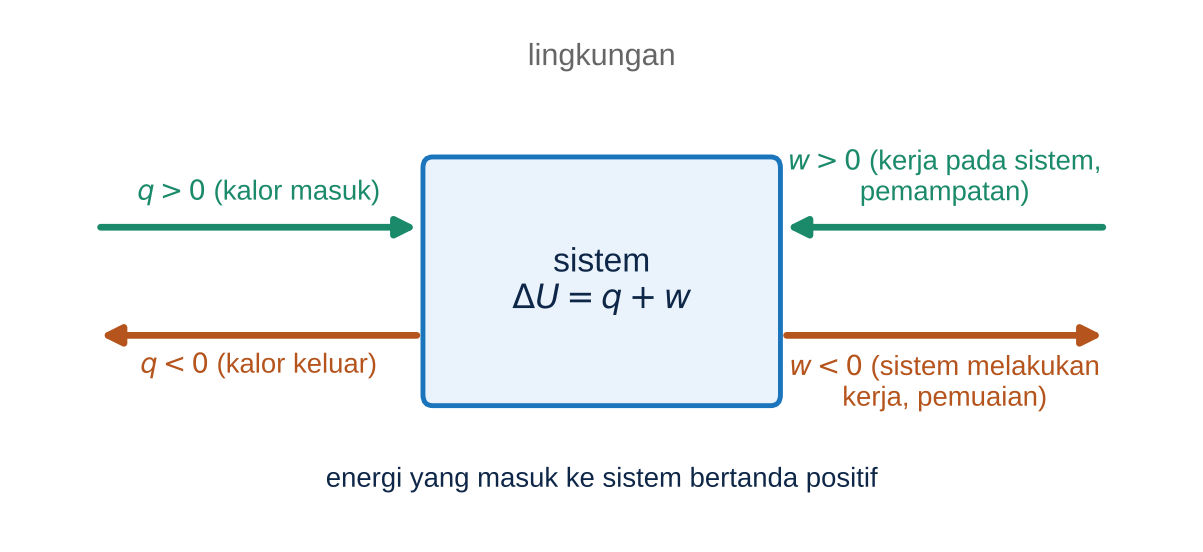 lingkungan
q > 0 (kalor masuk)
w > 0 (kerja pada sistem,
pemampatan)
sistem
ΔU = q + w
q < 0 (kalor keluar)
w < 0 (sistem melakukan
kerja, pemuaian)
energi yang masuk ke sistem bertanda positif